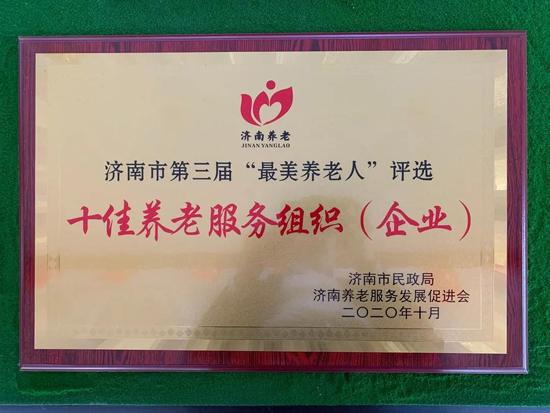 济南养老
JINAN YANGLAO
济南市第三届“最美养老人”评选
十佳养老服务组织（企业）
济南市民政局
济南养老服务发展促进会
二〇二〇年十月